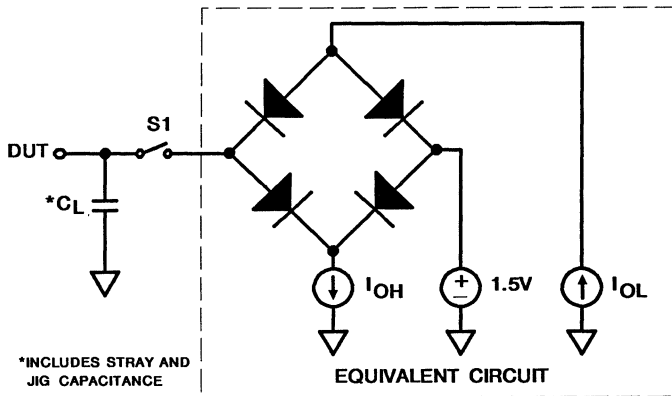 S1
DUT
*CL
+
−
IOH
1.5V
IOL
*INCLUDES STRAY AND
JIG CAPACITANCE
EQUIVALENT CIRCUIT